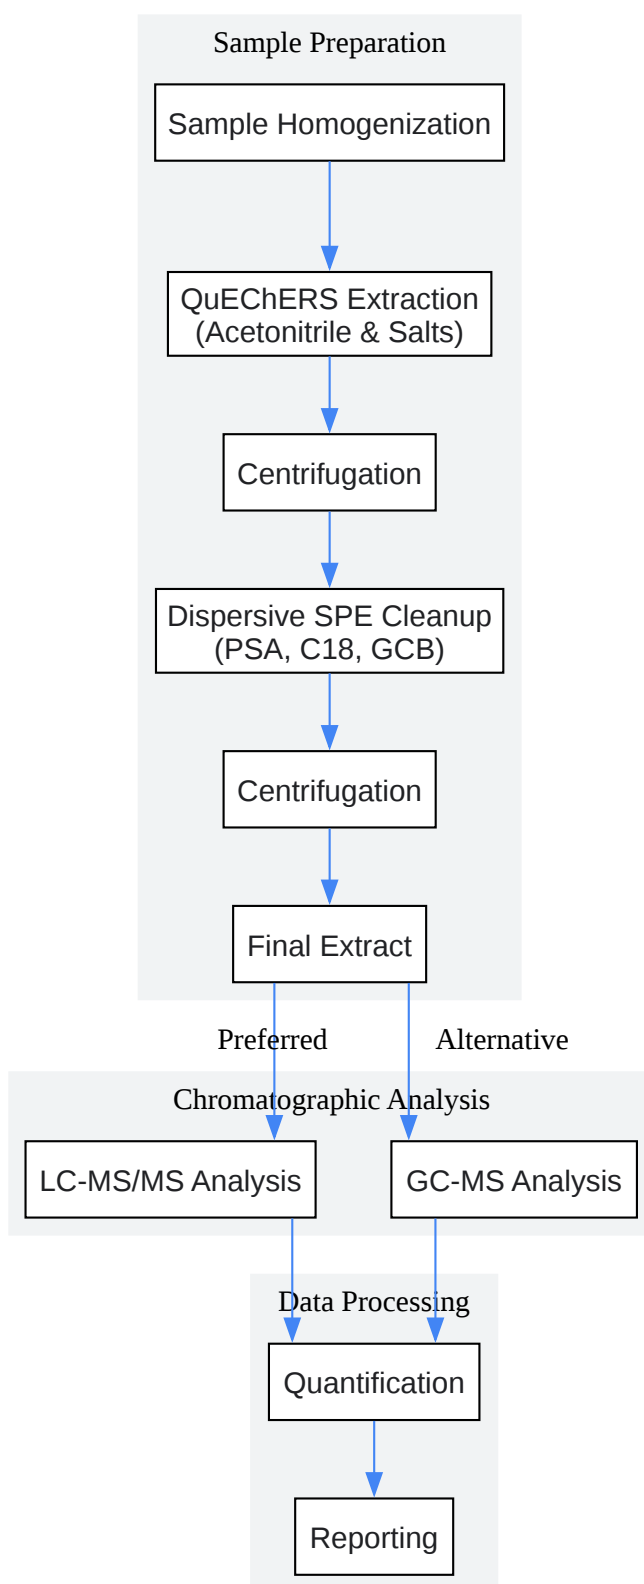 Sample Preparation
Sample Homogenization
QuEChERS Extraction
(Acetonitrile & Salts)
Centrifugation
Dispersive SPE Cleanup
(PSA, C18, GCB)
Centrifugation
Final Extract
Preferred
Alternative
Chromatographic Analysis
LC-MS/MS Analysis
GC-MS Analysis
Data Processing
Quantification
Reporting